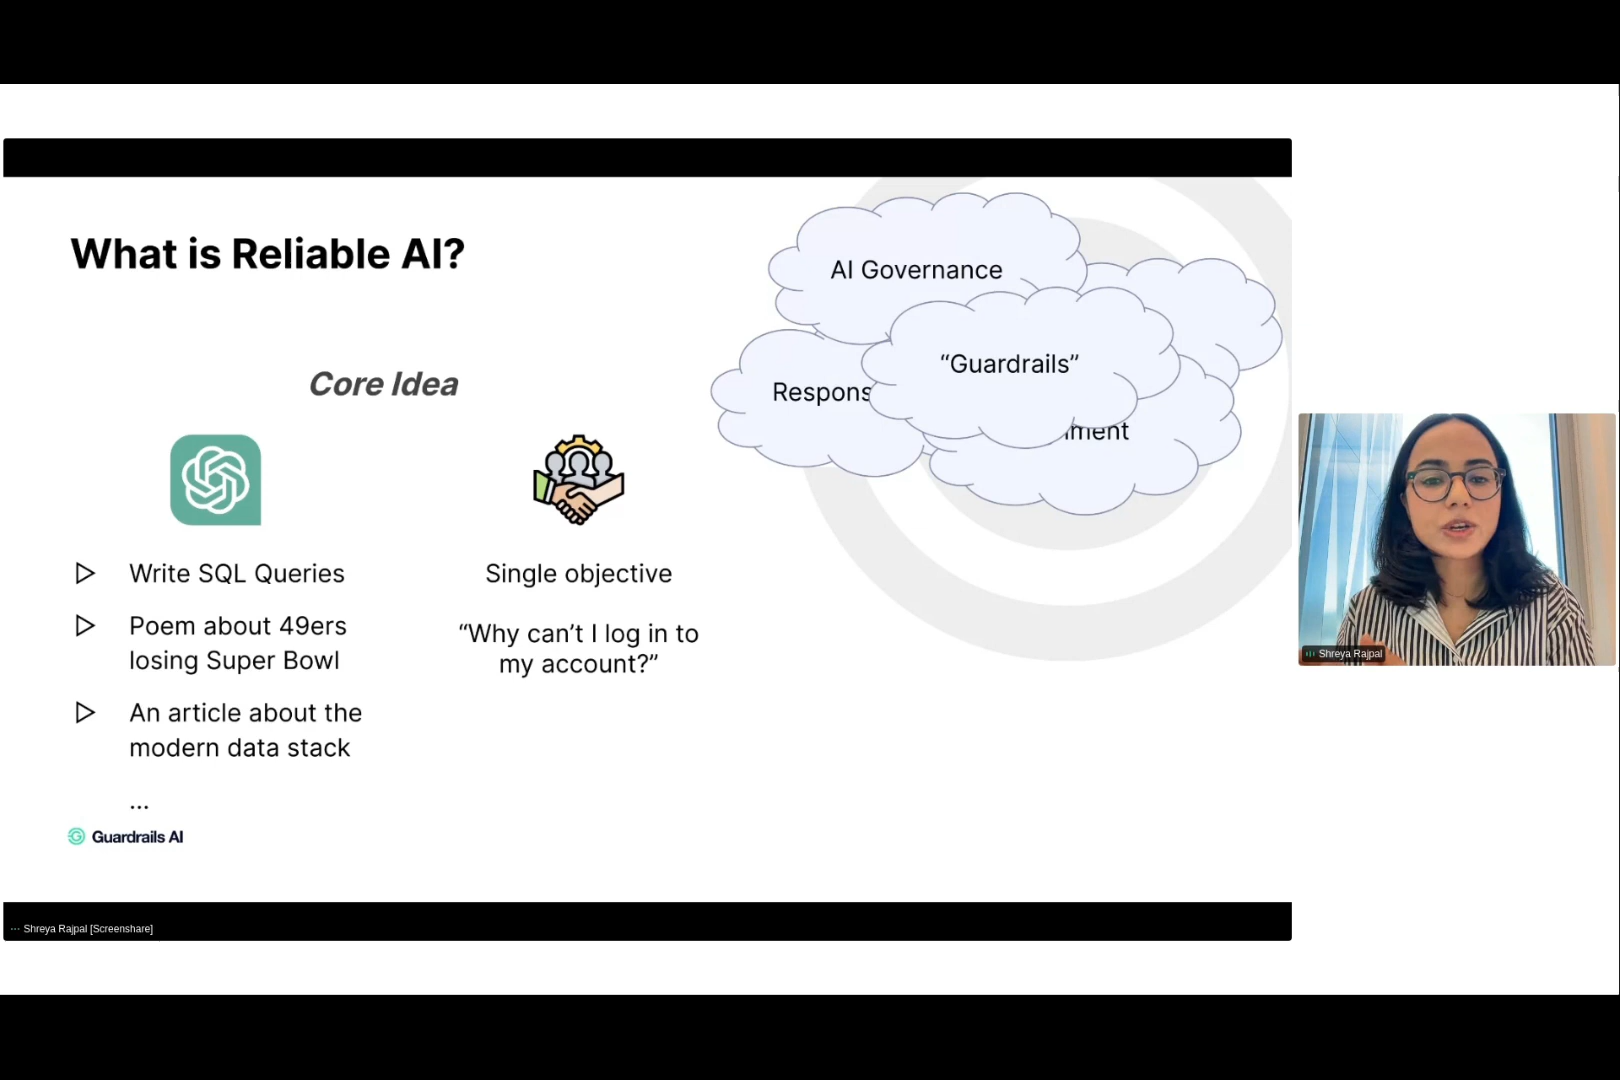 What is Reliable AI?
Core Idea
Write SQL Queries
Poem about 49ers
losing Super Bowl
An article about the
modern data stack
...
Single objective
“Why can’t I log in to
my account?”
AI Governance
“Guardrails”
Guardrails AI
Shreya Rajpal
··· Shreya Rajpal [Screenshare]